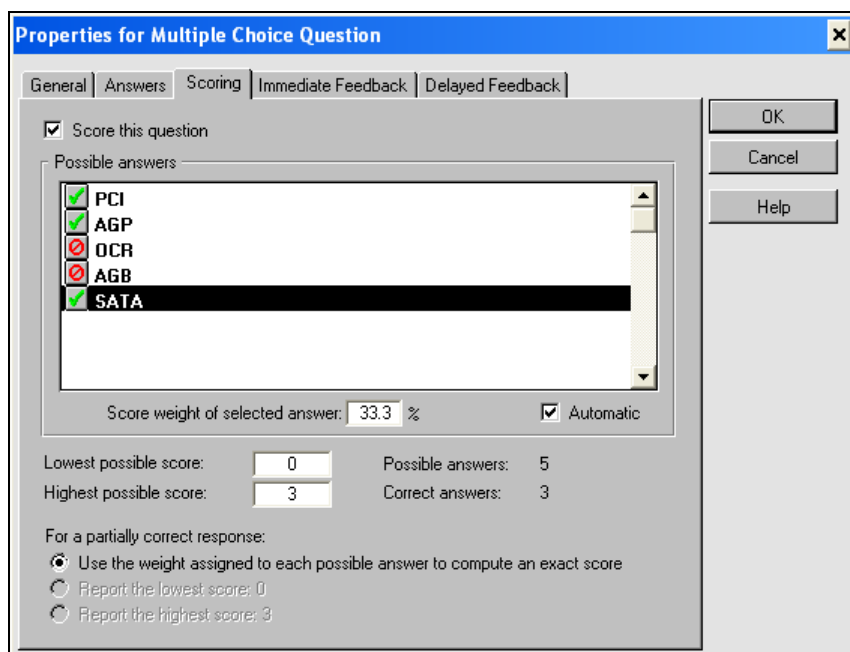 Properties for Multiple Choice Question
General Answers Scoring Immediate Feedback Delayed Feedback
OK
Cancel
Help
Score this question
Possible answers
PCI
AGP
OCR
AGB
SATA
Score weight of selected answer: 33.3 % Automatic
Lowest possible score: 0 Possible answers: 5
Highest possible score: 3 Correct answers: 3
For a partially correct response:
Use the weight assigned to each possible answer to compute an exact score
Report the lowest score: 0
Report the highest score: 3